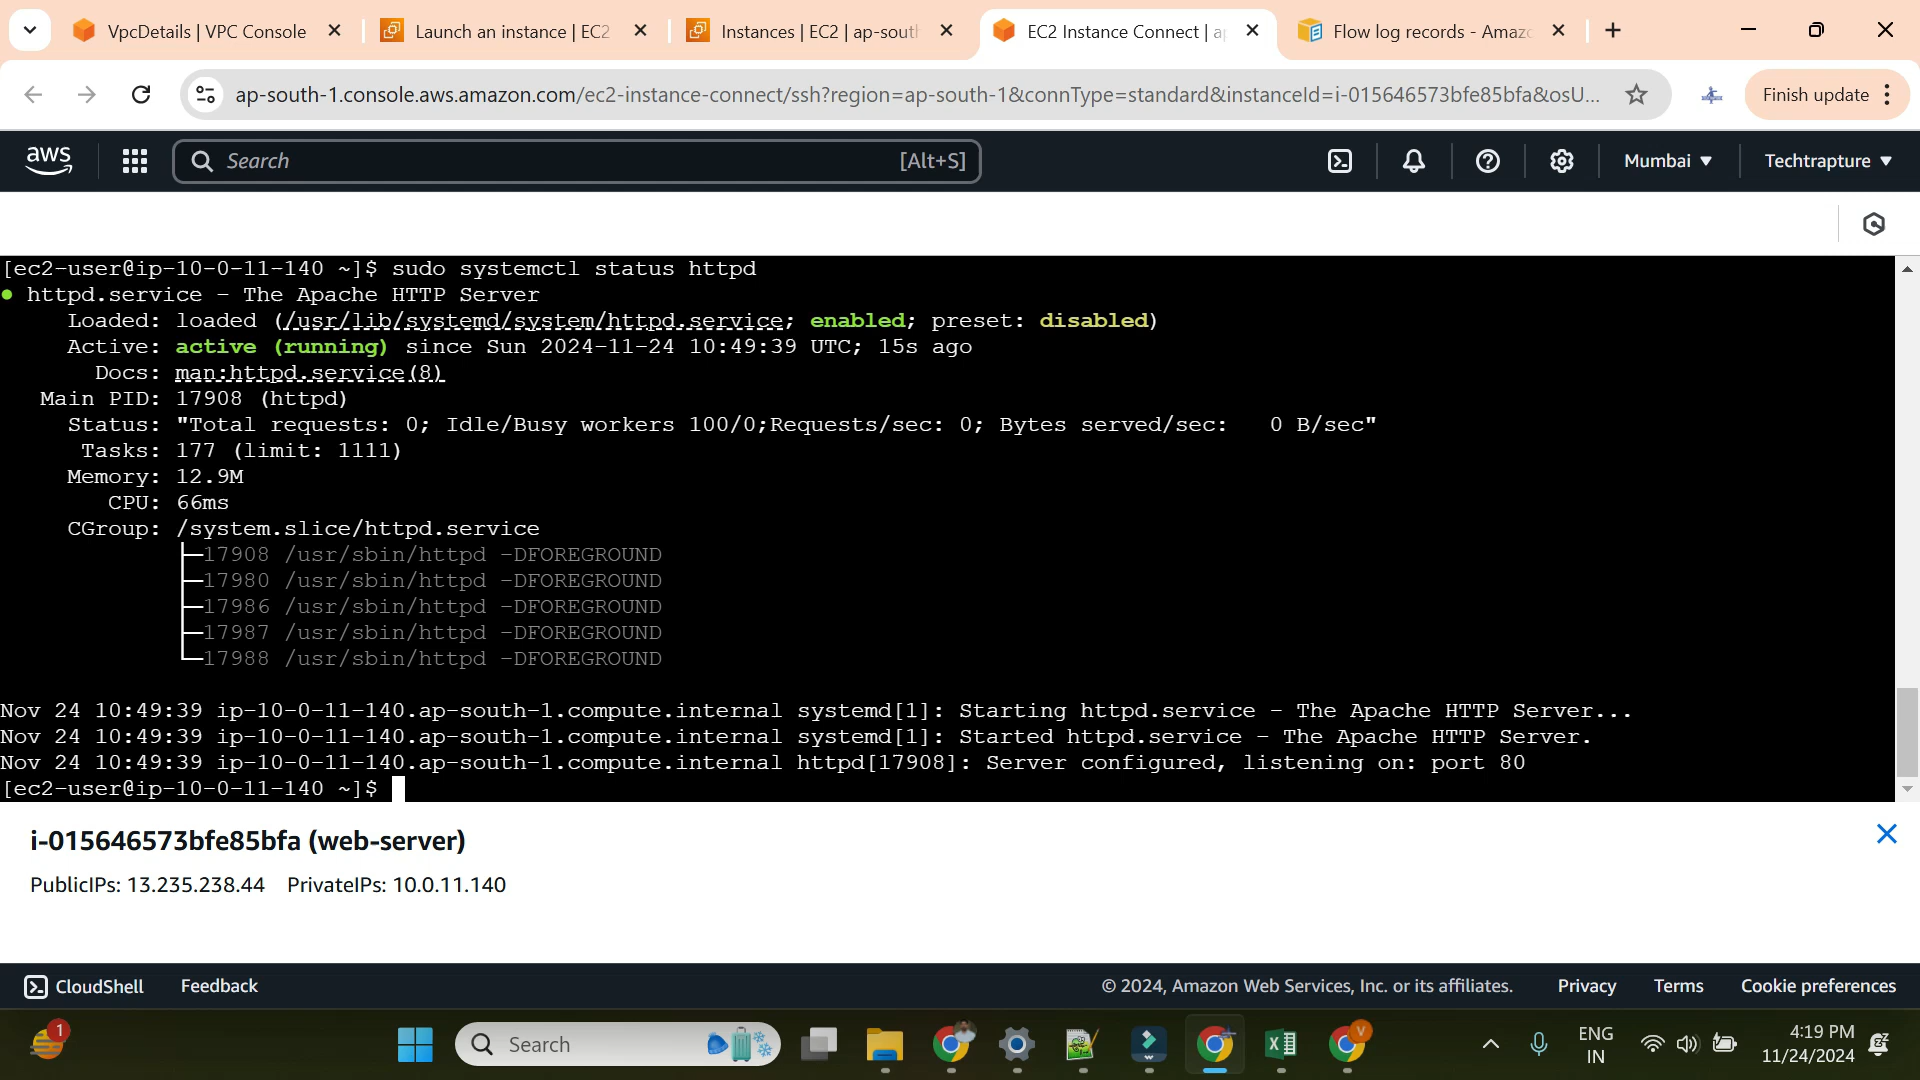 VpcDetails | VPC Console
Launch an instance | EC2
Instances | EC2 | ap-sout
EC2 Instance Connect | a
Flow log records - Amaz
ap-south-1.console.aws.amazon.com/ec2-instance-connect/ssh?region=ap-south-1&connType=standard&instanceId=i-015646573bfe85bfa&osU...
Finish update
aws
Search
[Alt+S]
Mumbai
Techtrapture
[ec2-user@ip-10-0-11-140 ~]$ sudo systemctl status httpd
● httpd.service - The Apache HTTP Server
Loaded: loaded (/usr/lib/systemd/system/httpd.service; enabled; preset: disabled)
Active: active (running) since Sun 2024-11-24 10:49:39 UTC; 15s ago
Docs: man:httpd.service(8)
Main PID: 17908 (httpd)
Status: "Total requests: 0; Idle/Busy workers 100/0;Requests/sec: 0; Bytes served/sec:   0 B/sec"
Tasks: 177 (limit: 1111)
Memory: 12.9M
CPU: 66ms
CGroup: /system.slice/httpd.service
├─17908 /usr/sbin/httpd -DFOREGROUND
├─17980 /usr/sbin/httpd -DFOREGROUND
├─17986 /usr/sbin/httpd -DFOREGROUND
├─17987 /usr/sbin/httpd -DFOREGROUND
└─17988 /usr/sbin/httpd -DFOREGROUND
Nov 24 10:49:39 ip-10-0-11-140.ap-south-1.compute.internal systemd[1]: Starting httpd.service - The Apache HTTP Server...
Nov 24 10:49:39 ip-10-0-11-140.ap-south-1.compute.internal systemd[1]: Started httpd.service - The Apache HTTP Server.
Nov 24 10:49:39 ip-10-0-11-140.ap-south-1.compute.internal httpd[17908]: Server configured, listening on: port 80
[ec2-user@ip-10-0-11-140 ~]$
i-015646573bfe85bfa (web-server)
PublicIPs: 13.235.238.44 PrivateIPs: 10.0.11.140
CloudShell
Feedback
© 2024, Amazon Web Services, Inc. or its affiliates.
Privacy
Terms
Cookie preferences
1
Search
V
ENG
IN
4:19 PM
11/24/2024